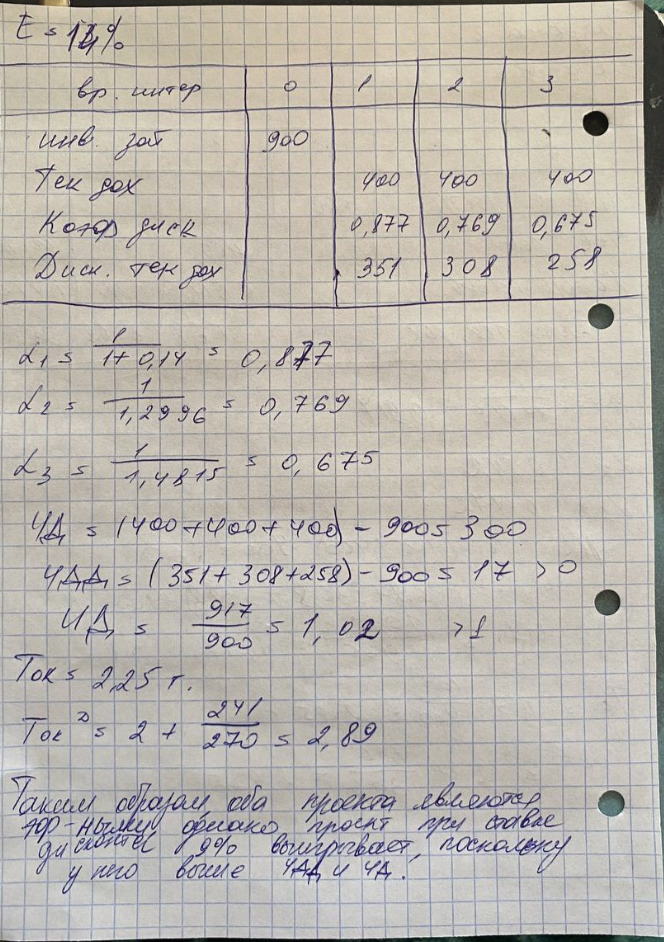 E = 14%
вр. интер 0 1 2 3
инв. зат 900
Тек дох 400 400 400
Коэф диск 0,877 0,769 0,675
Диск. тек дох 351 308 258
α1 = 1/(1+0,14) = 0,877
α2 = 1/1,2996 = 0,769
α3 = 1/1,4815 = 0,675
ЧД = (400+400+400) - 900 = 300
ЧДД = (351+308+258) - 900 = 17 > 0
ИД = 917/900 = 1,02 >1
Ток = 2,25 г.
Ток д = 2 + 241/270 = 2,89
Таким образом оба проекта являются
эф-ными однако проект при ставке
дисконта 9% выигрывает, поскольку
у него выше ЧДД и ИД.